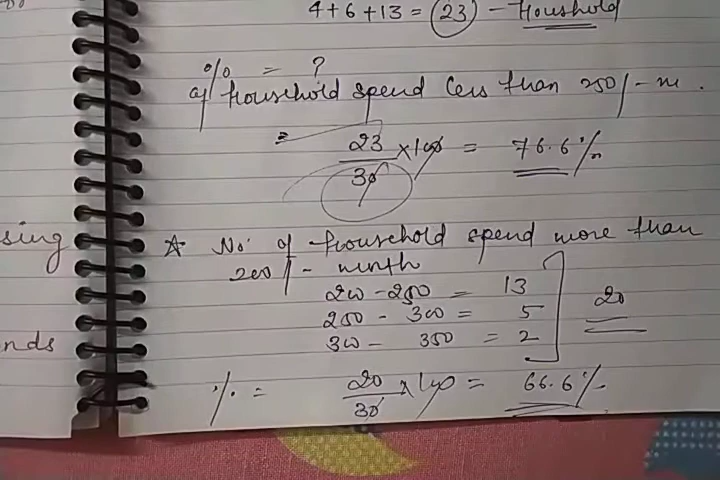 4+6+13 = 23 - Houshold
% = ?
of household spend less than 250/- m.
= 23/30 × 100 = 76.6%
sing
☆ No. of household spend more than
200/- month
200 - 250 = 13
250 - 300 = 5
20
300 - 350 = 2
nds
% = 20/30 × 100 = 66.6%